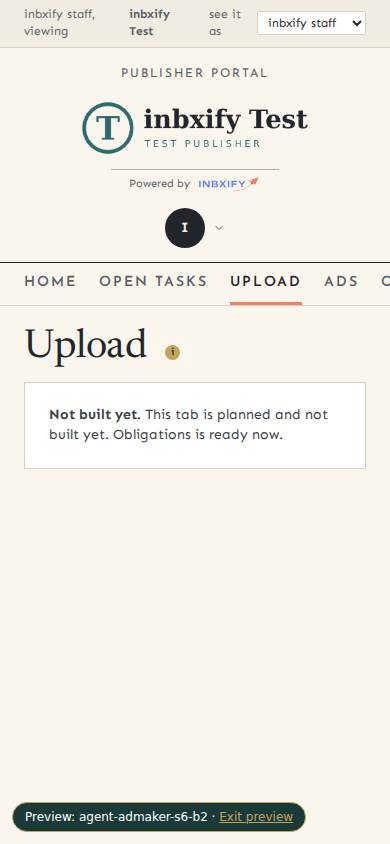 inbxify staff, viewing
inbxify Test
see it as
inbxify staff
PUBLISHER PORTAL
T
inbxify Test
TEST PUBLISHER
Powered by INBXIFY
I
HOME OPEN TASKS UPLOAD ADS
Upload i
Not built yet. This tab is planned and not
built yet. Obligations is ready now.
Preview: agent-admaker-s6-b2 · Exit preview